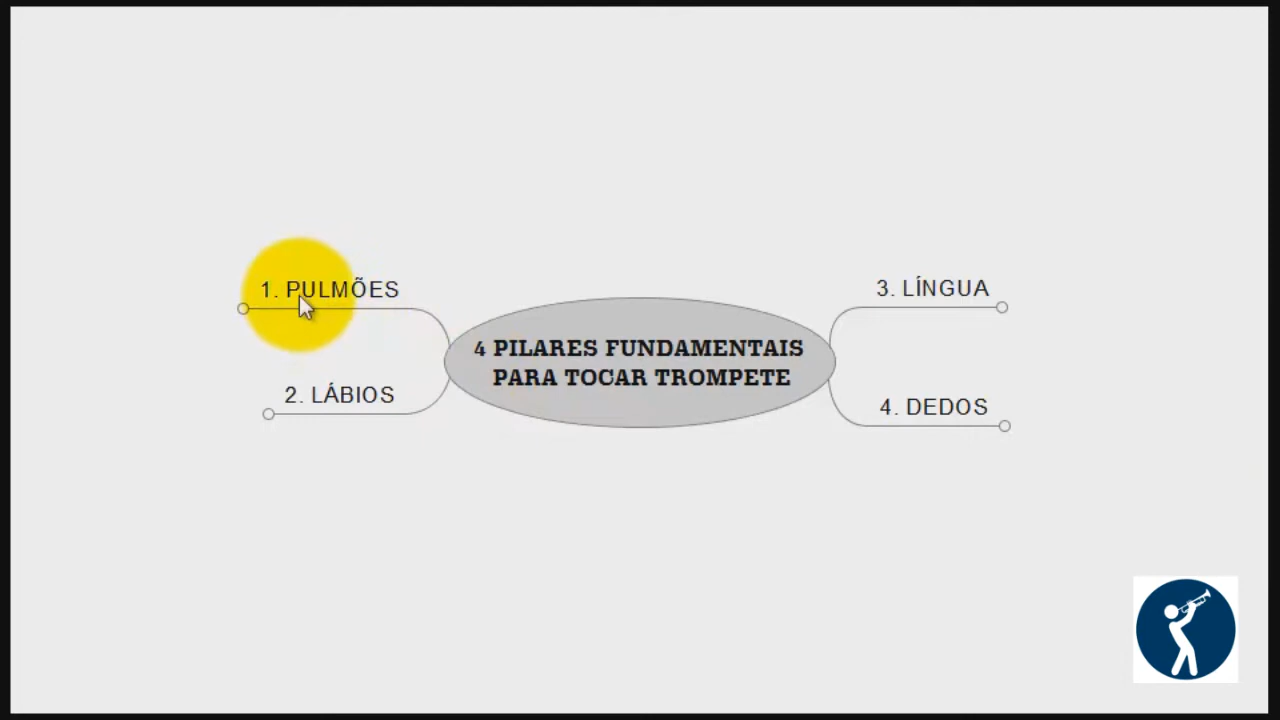 1. PULMÕES
2. LÁBIOS
4 PILARES FUNDAMENTAIS
PARA TOCAR TROMPETE
3. LÍNGUA
4. DEDOS